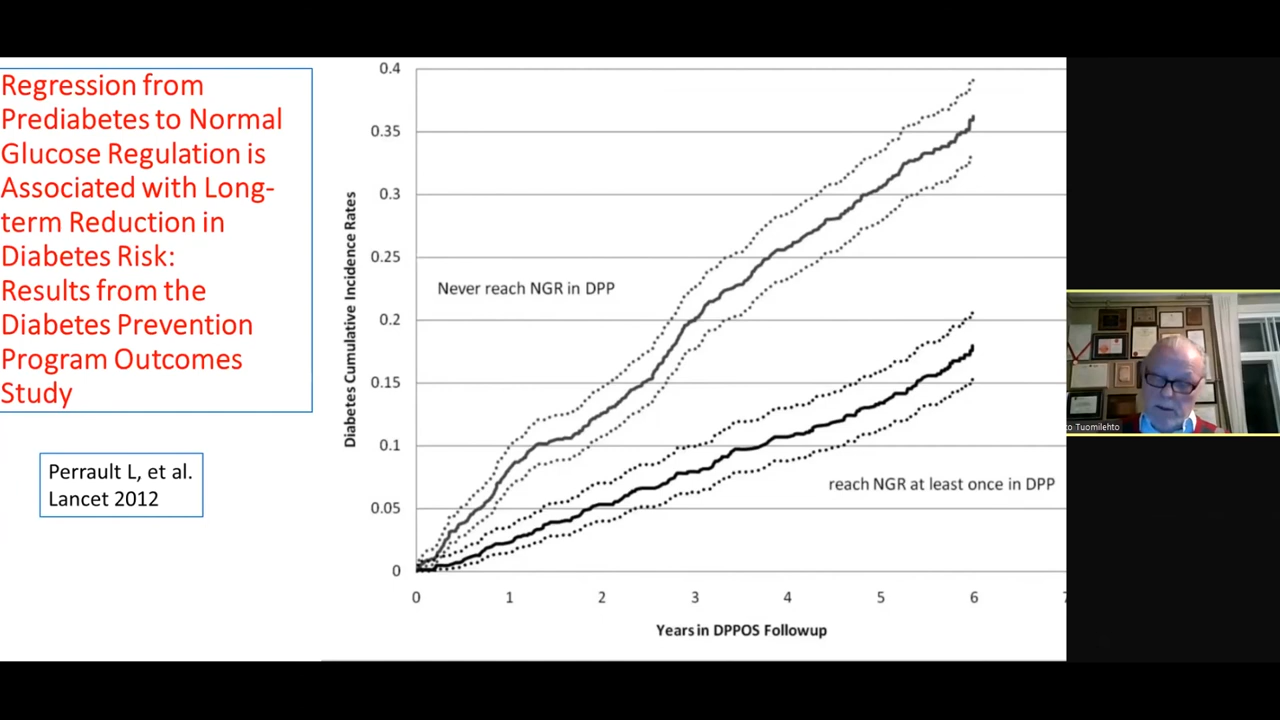 Regression from
Prediabetes to Normal
Glucose Regulation is
Associated with Long-
term Reduction in
Diabetes Risk:
Results from the
Diabetes Prevention
Program Outcomes
Study
Perrault L, et al.
Lancet 2012
Diabetes Cumulative Incidence Rates
0.4
0.35
0.3
0.25
0.2
0.15
0.1
0.05
0
Never reach NGR in DPP
reach NGR at least once in DPP
0 1 2 3 4 5 6
Years in DPPOS Followup
Tuomilehto